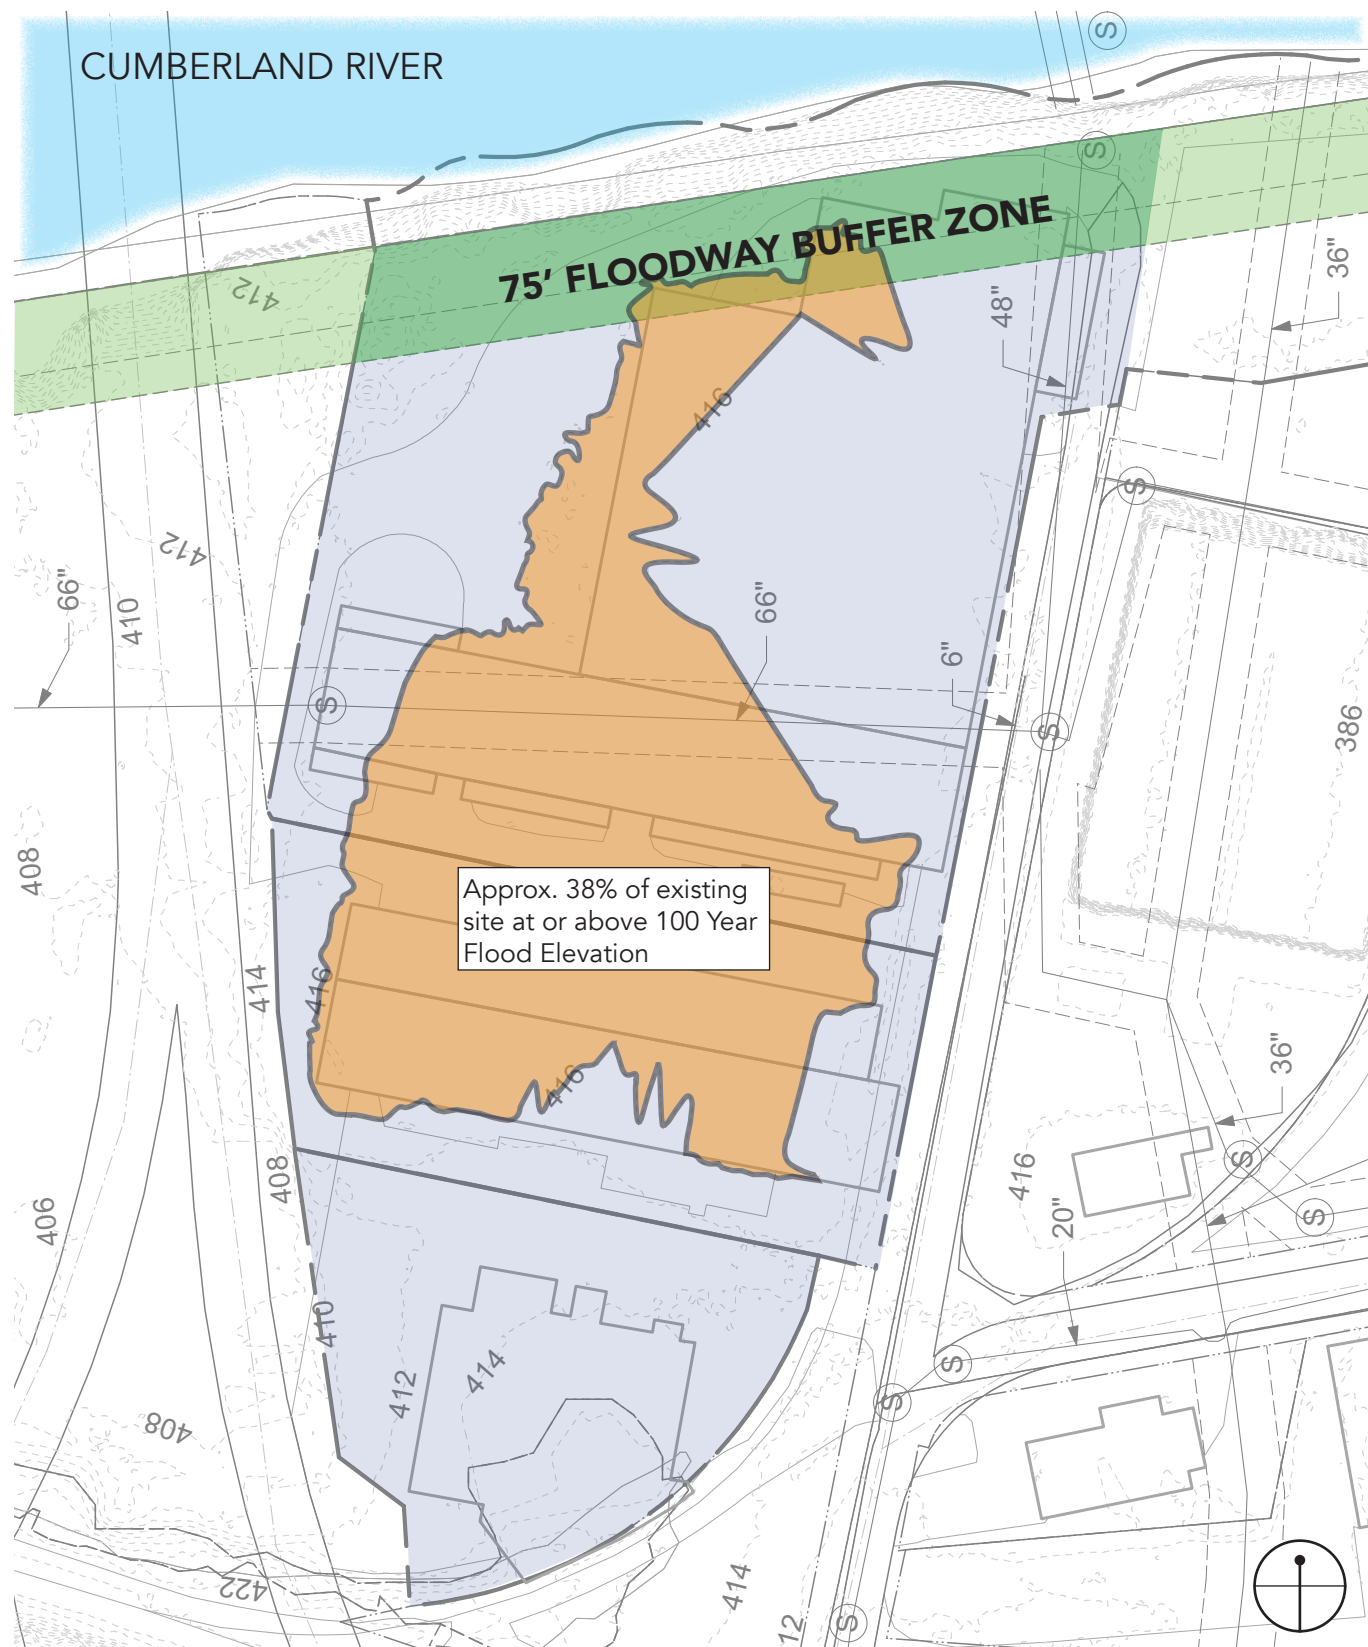 CUMBERLAND RIVER
S
S
75' FLOODWAY BUFFER ZONE
36"
412
48"
416
S
412
66"
410
66"
6"
S
S
386
408
Approx. 38% of existing
site at or above 100 Year
Flood Elevation
414
416
36"
416
416
S
408
406
20"
S
410
414
412
S
S
408
422
414
12
S